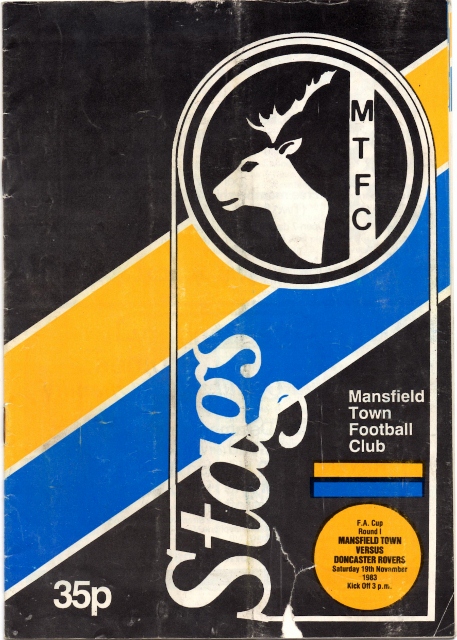 M
T
F
C
Stags
Mansfield
Town
Football
Club
F.A. Cup
Round I
MANSFIELD TOWN
VERSUS
DONCASTER ROVERS
Saturday 19th November
1983
Kick Off 3 p.m.
35p